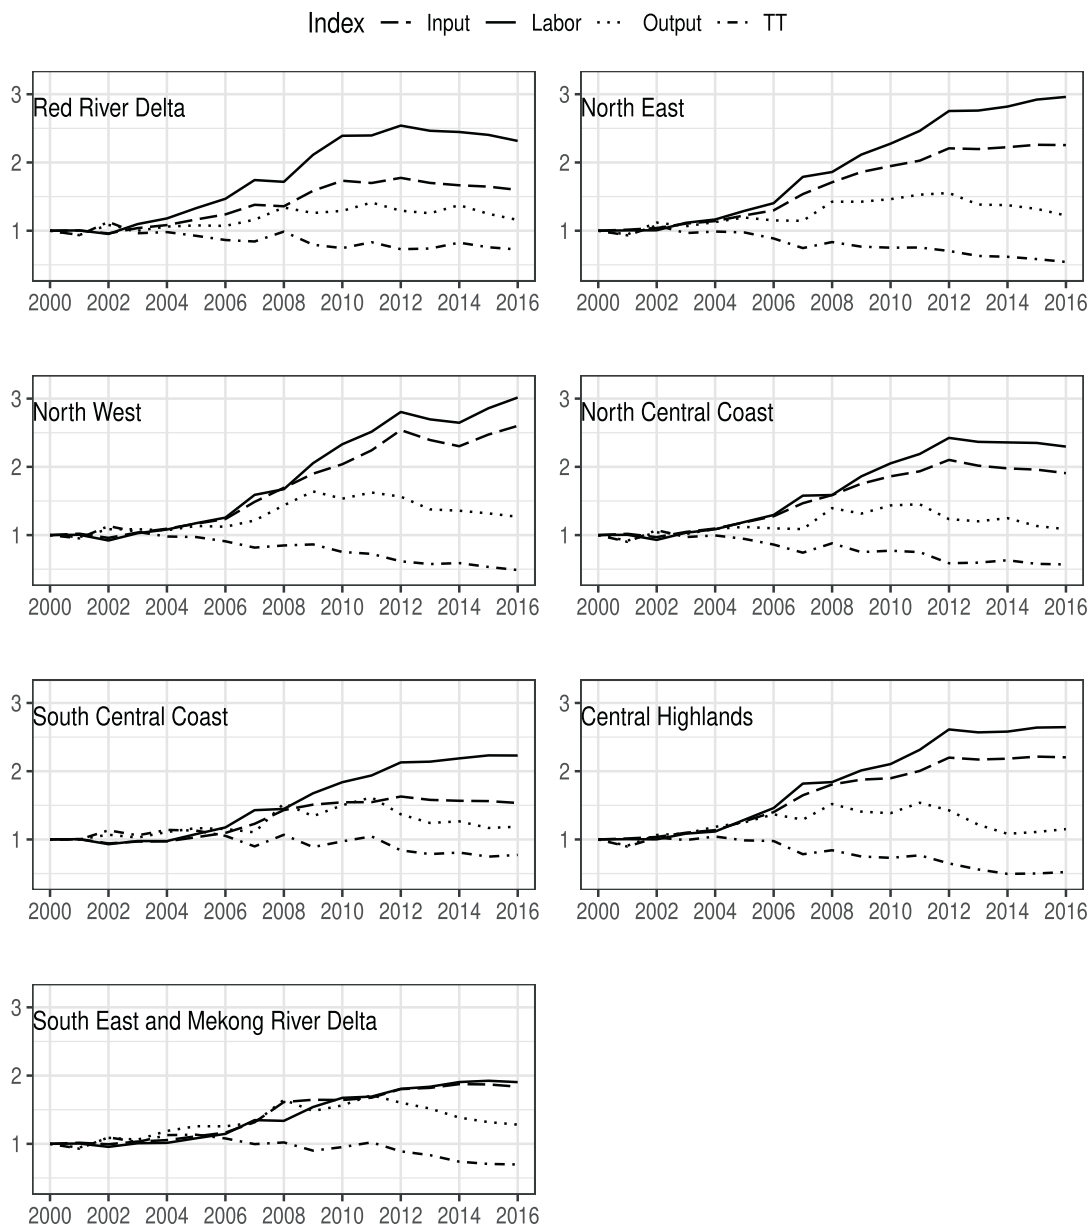 Index Input Labor Output TT
Red River Delta
3
2
1
2000 2002 2004 2006 2008 2010 2012 2014 2016
North East
3
2
1
2000 2002 2004 2006 2008 2010 2012 2014 2016
North West
3
2
1
2000 2002 2004 2006 2008 2010 2012 2014 2016
North Central Coast
3
2
1
2000 2002 2004 2006 2008 2010 2012 2014 2016
South Central Coast
3
2
1
2000 2002 2004 2006 2008 2010 2012 2014 2016
Central Highlands
3
2
1
2000 2002 2004 2006 2008 2010 2012 2014 2016
South East and Mekong River Delta
3
2
1
2000 2002 2004 2006 2008 2010 2012 2014 2016